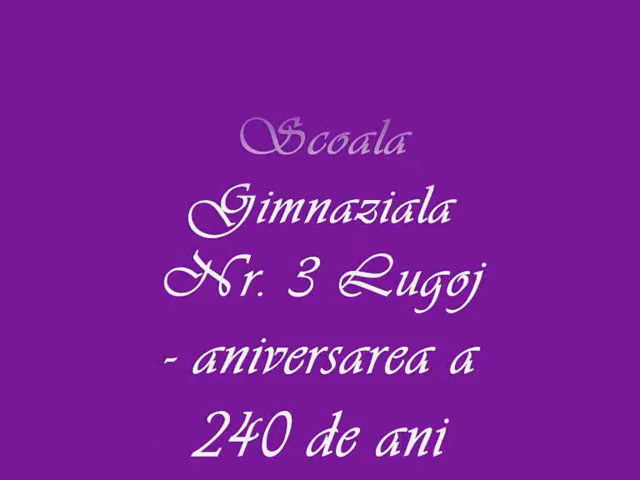 Scoala
Gimnaziala
Nr. 3 Lugoj
- aniversarea a
240 de ani